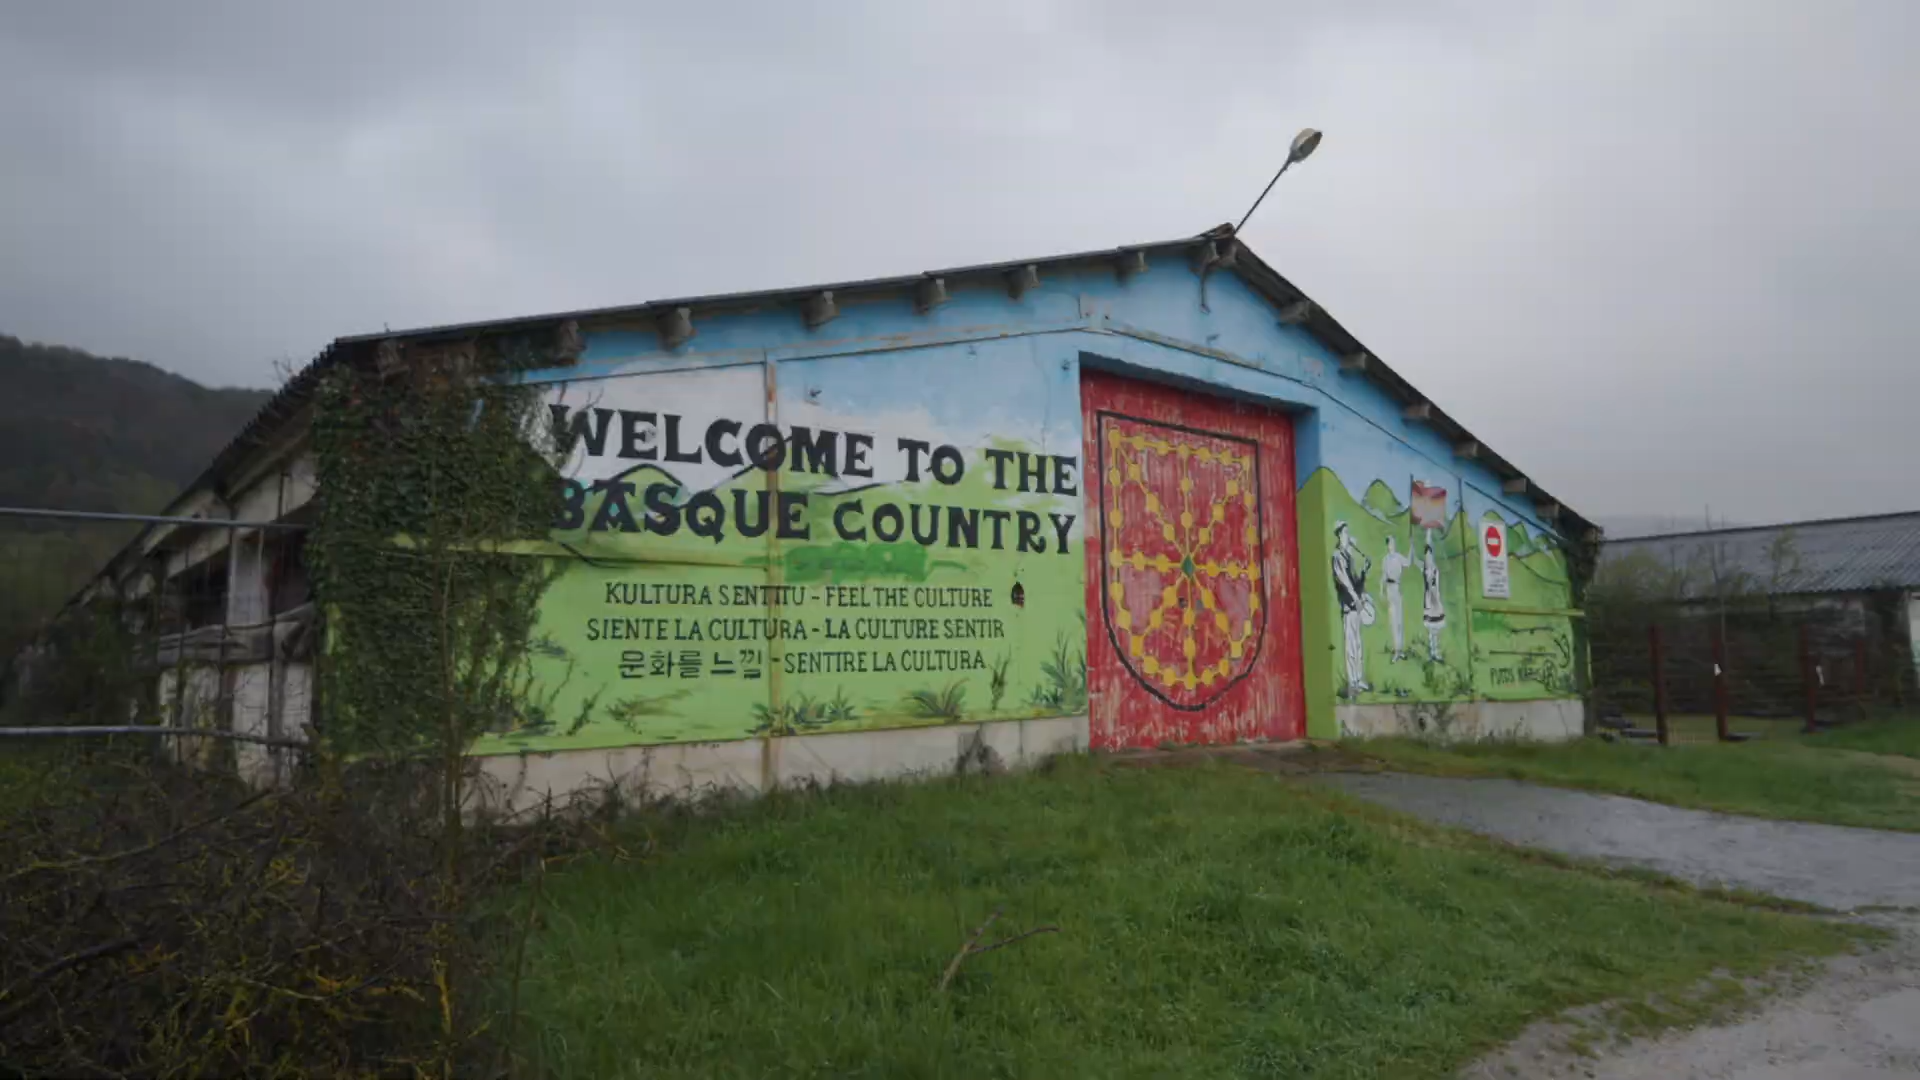 WELCOME TO THE
BASQUE COUNTRY
KULTURA SENTITU - FEEL THE CULTURE
SIENTE LA CULTURA - LA CULTURE SENTIR
문화를 느낌 - SENTIRE LA CULTURA